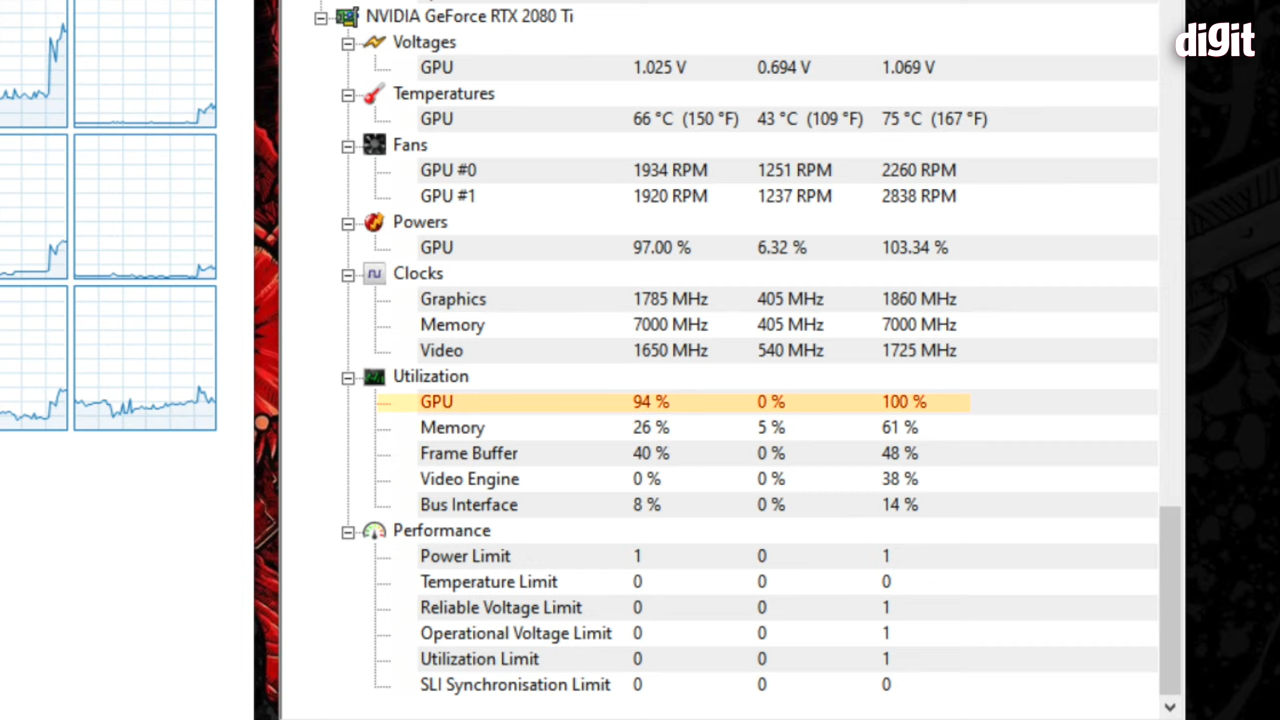 digit
NVIDIA GeForce RTX 2080 Ti
Voltages
GPU 1.025 V 0.694 V 1.069 V
Temperatures
GPU 66 °C (150 °F) 43 °C (109 °F) 75 °C (167 °F)
Fans
GPU #0 1934 RPM 1251 RPM 2260 RPM
GPU #1 1920 RPM 1237 RPM 2838 RPM
Powers
GPU 97.00 % 6.32 % 103.34 %
Clocks
Graphics 1785 MHz 405 MHz 1860 MHz
Memory 7000 MHz 405 MHz 7000 MHz
Video 1650 MHz 540 MHz 1725 MHz
Utilization
GPU 94 % 0 % 100 %
Memory 26 % 5 % 61 %
Frame Buffer 40 % 0 % 48 %
Video Engine 0 % 0 % 38 %
Bus Interface 8 % 0 % 14 %
Performance
Power Limit 1 0 1
Temperature Limit 0 0 0
Reliable Voltage Limit 0 0 1
Operational Voltage Limit 0 0 1
Utilization Limit 0 0 1
SLI Synchronisation Limit 0 0 0